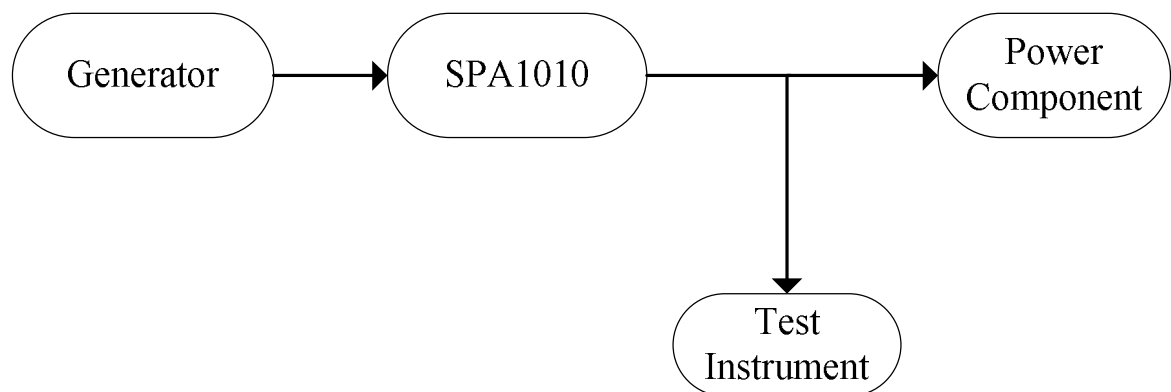 Generator
SPA1010
Power
Component
Test
Instrument